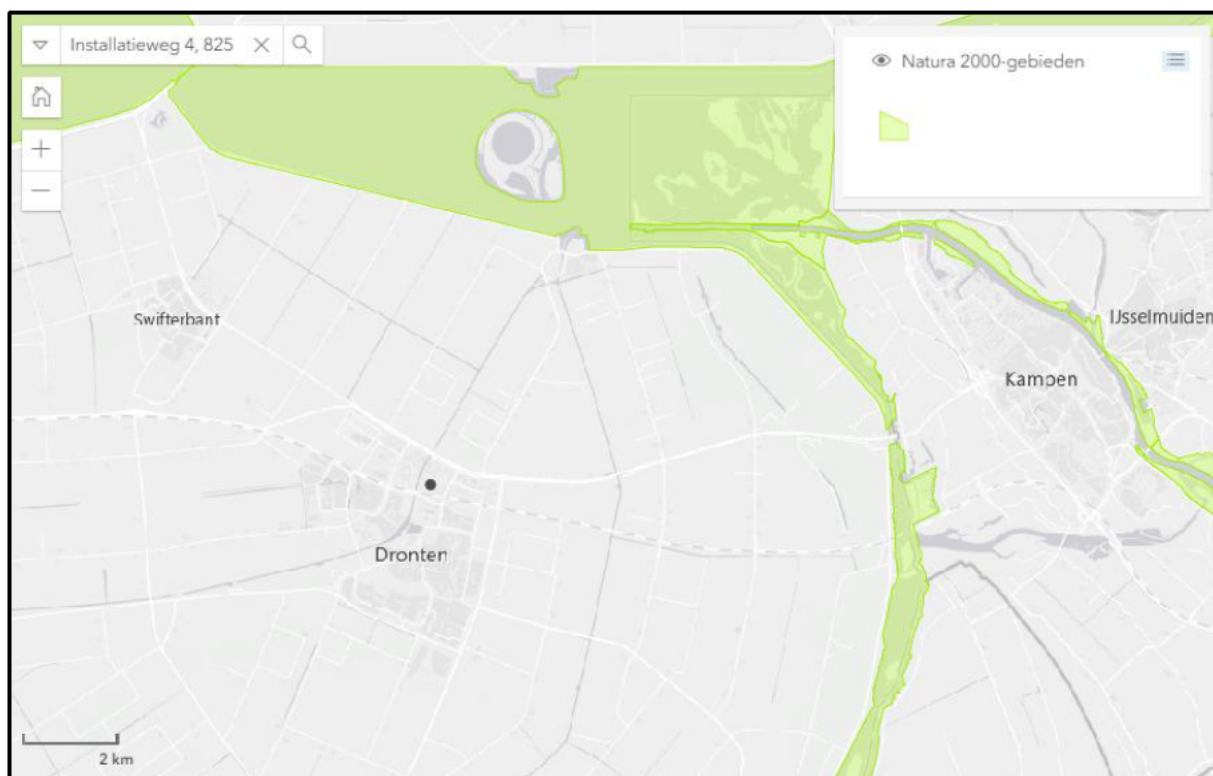 Installatieweg 4, 825
Natura 2000-gebieden
Swifterbant
IJsselmuiden
Kampen
Dronten
2 km